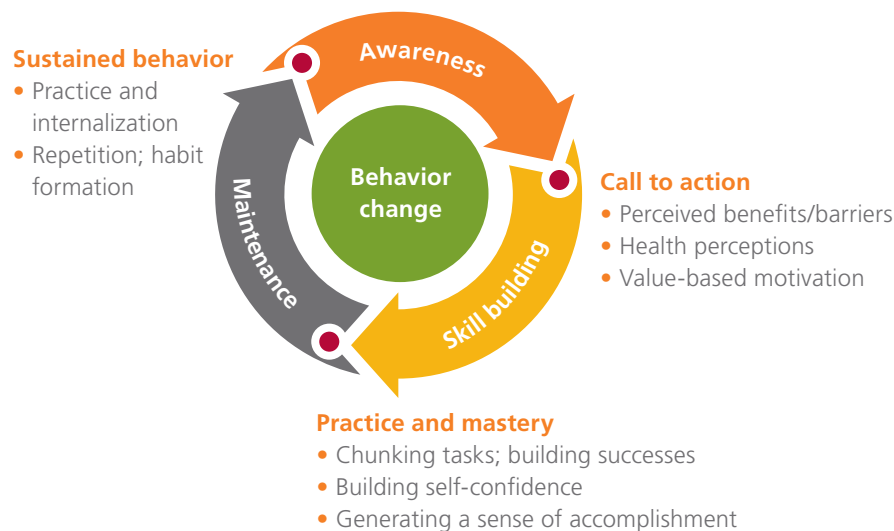 Awareness
Sustained behavior
• Practice and
internalization
• Repetition; habit
formation
Maintenance
Behavior
change
Call to action
• Perceived benefits/barriers
• Health perceptions
• Value-based motivation
Skill building
Practice and mastery
• Chunking tasks; building successes
• Building self-confidence
• Generating a sense of accomplishment